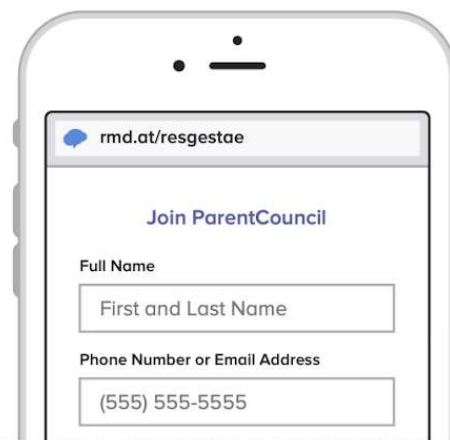 rmd.at/resgestae
Join ParentCouncil
Full Name
First and Last Name
Phone Number or Email Address
(555) 555-5555